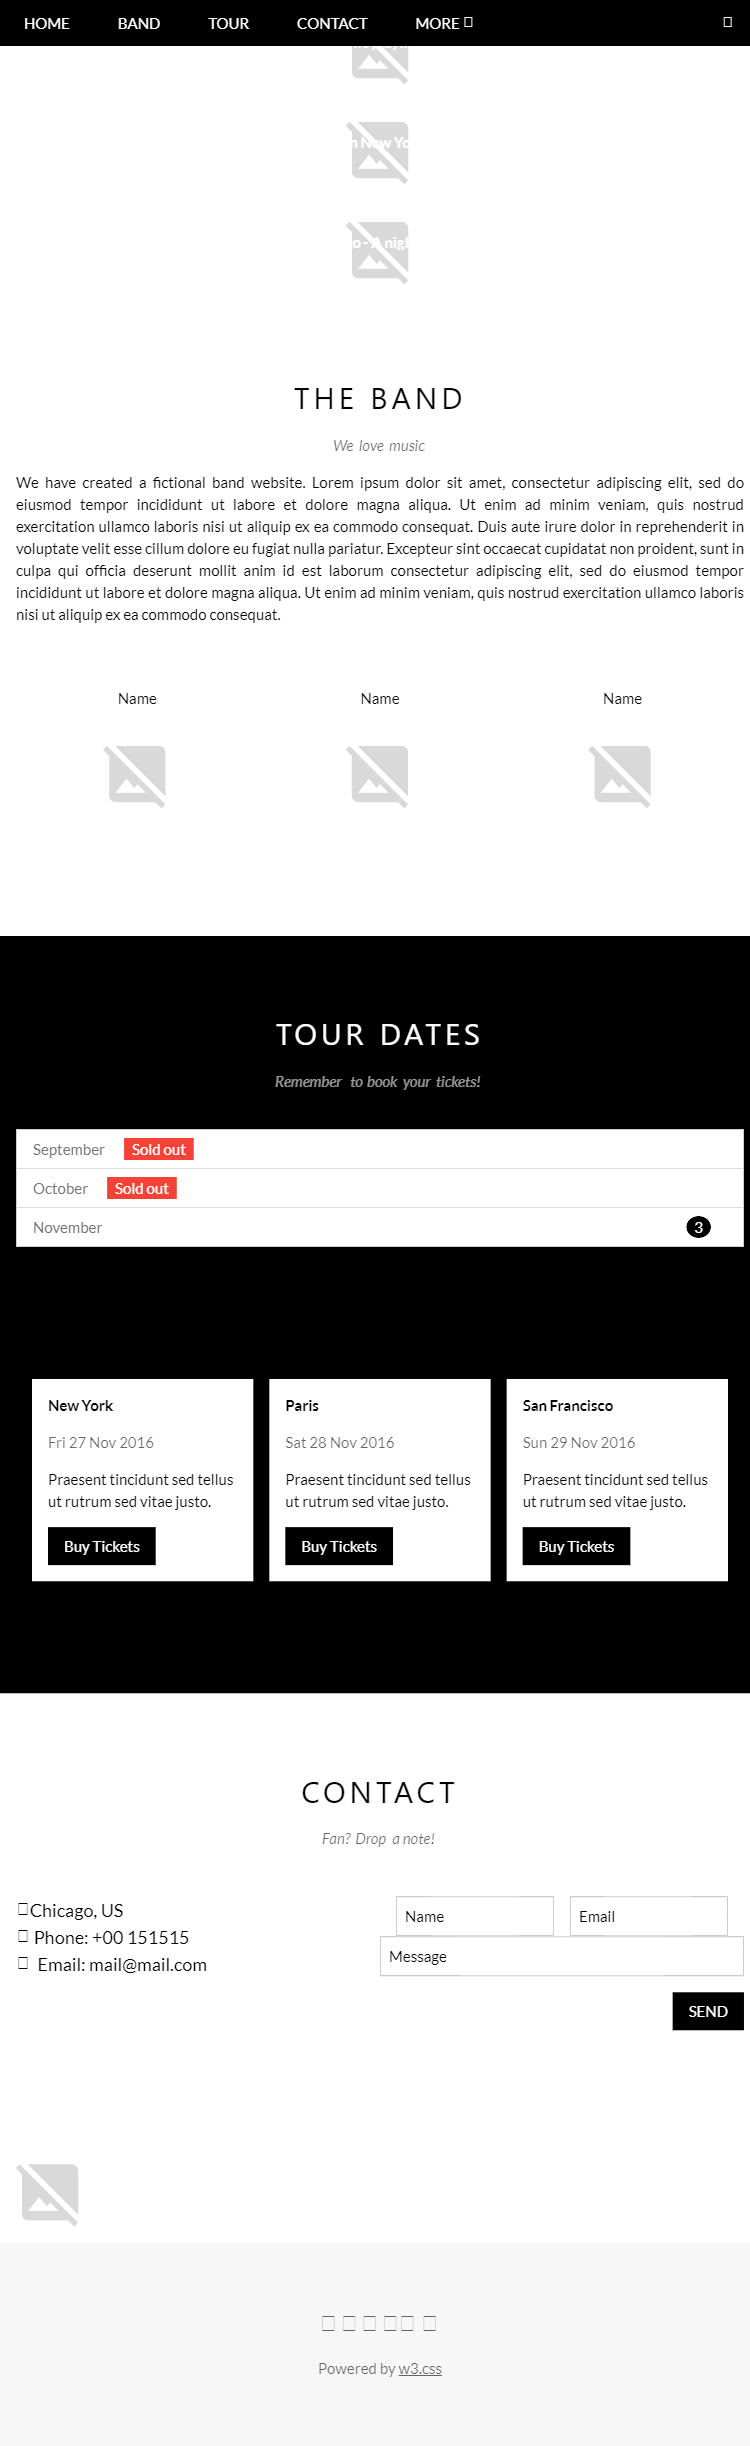 HOME BAND TOUR CONTACT MORE
THE BAND
We love music
We have created a fictional band website. Lorem ipsum dolor sit amet, consectetur adipiscing elit, sed do
eiusmod tempor incididunt ut labore et dolore magna aliqua. Ut enim ad minim veniam, quis nostrud
exercitation ullamco laboris nisi ut aliquip ex ea commodo consequat. Duis aute irure dolor in reprehenderit in
voluptate velit esse cillum dolore eu fugiat nulla pariatur. Excepteur sint occaecat cupidatat non proident, sunt in
culpa qui officia deserunt mollit anim id est laborum consectetur adipiscing elit, sed do eiusmod tempor
incididunt ut labore et dolore magna aliqua. Ut enim ad minim veniam, quis nostrud exercitation ullamco laboris
nisi ut aliquip ex ea commodo consequat.
Name Name Name
TOUR DATES
Remember to book your tickets!
September Sold out
October Sold out
November 3
New York
Fri 27 Nov 2016
Praesent tincidunt sed tellus
ut rutrum sed vitae justo.
Buy Tickets
Paris
Sat 28 Nov 2016
Praesent tincidunt sed tellus
ut rutrum sed vitae justo.
Buy Tickets
San Francisco
Sun 29 Nov 2016
Praesent tincidunt sed tellus
ut rutrum sed vitae justo.
Buy Tickets
CONTACT
Fan? Drop a note!
Chicago, US
Phone: +00 151515
Email: mail@mail.com
Name Email
Message
SEND
Powered by w3.css